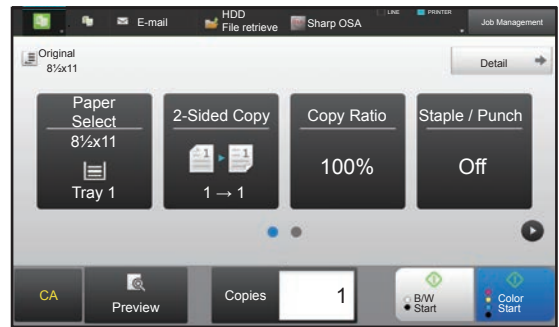 E-mail
HDD
File retrieve
Sharp OSA
LINE
PRINTER
Job Management
Original
8½x11
Detail
Paper
Select
8½x11
Tray 1
2-Sided Copy
1 1
1 → 1
Copy Ratio
100%
Staple / Punch
Off
CA
Preview
Copies
1
B/W
Start
Color
Start